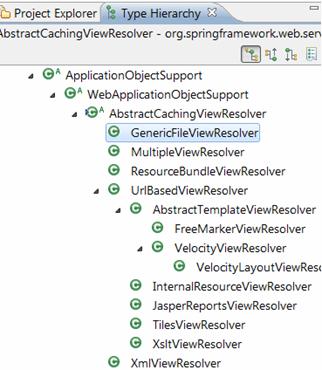 Project Explorer Type Hierarchy
AbstractCachingViewResolver - org.springframework.web.serv
ApplicationObjectSupport
WebApplicationObjectSupport
AbstractCachingViewResolver
GenericFileViewResolver
MultipleViewResolver
ResourceBundleViewResolver
UrlBasedViewResolver
AbstractTemplateViewResolver
FreeMarkerViewResolver
VelocityViewResolver
VelocityLayoutViewReso
InternalResourceViewResolver
JasperReportsViewResolver
TilesViewResolver
XsltViewResolver
XmlViewResolver